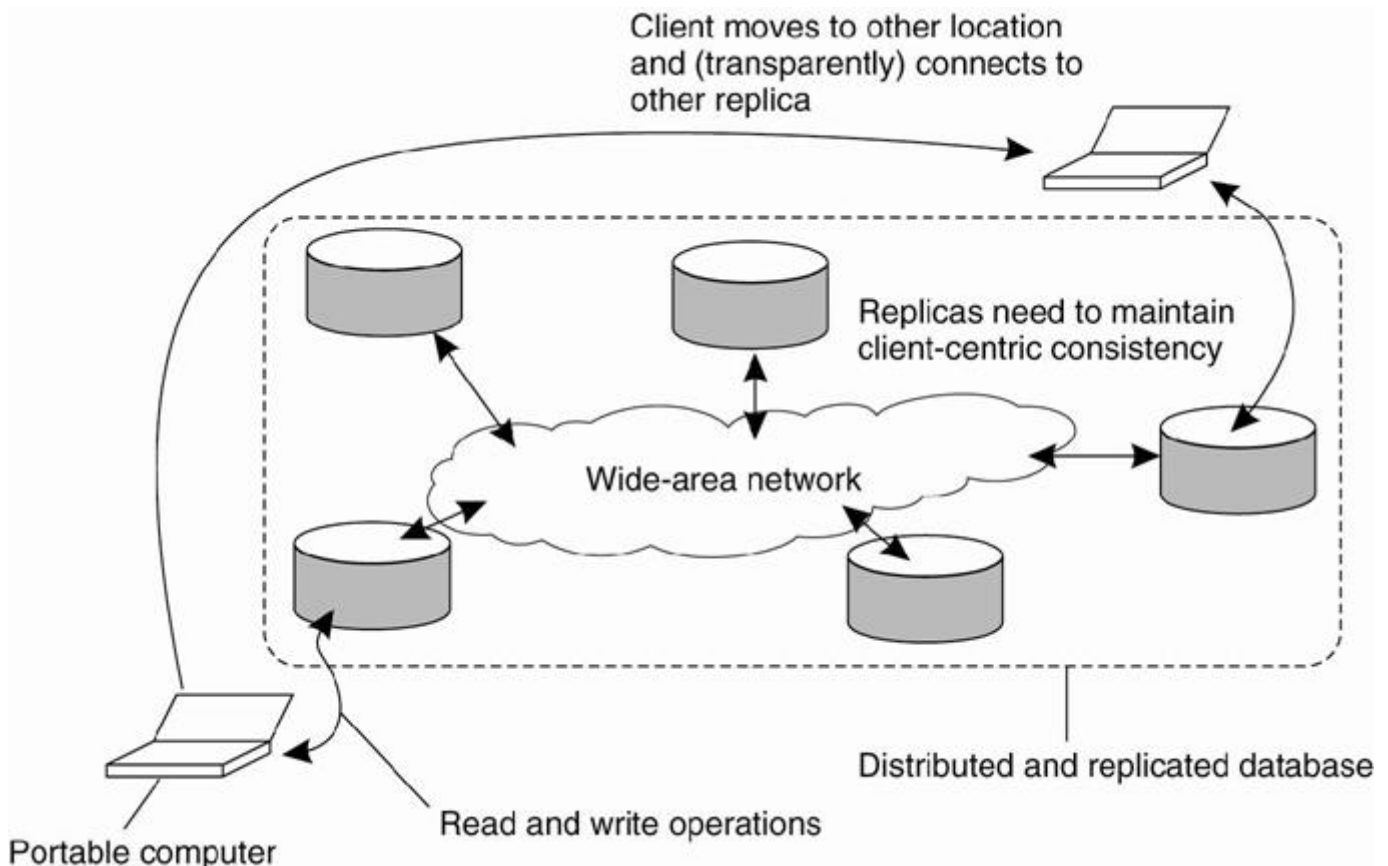 Client moves to other location
and (transparently) connects to
other replica
Replicas need to maintain
client-centric consistency
Wide-area network
Distributed and replicated database
Read and write operations
Portable computer